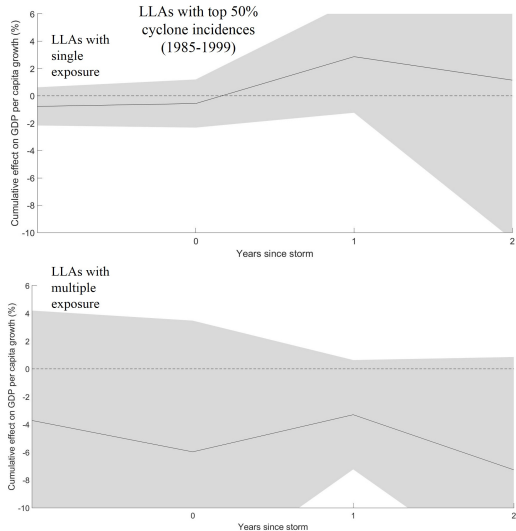 LLAs with top 50%
cyclone incidences
(1985-1999)
LLAs with
single
exposure
Cumulative effect on GDP per capita growth (%)
6
4
2
0
-2
-4
-6
-8
-10
0
1
2
Years since storm
LLAs with
multiple
exposure
Cumulative effect on GDP per capita growth (%)
6
4
2
0
-2
-4
-6
-8
-10
0
1
2
Years since storm